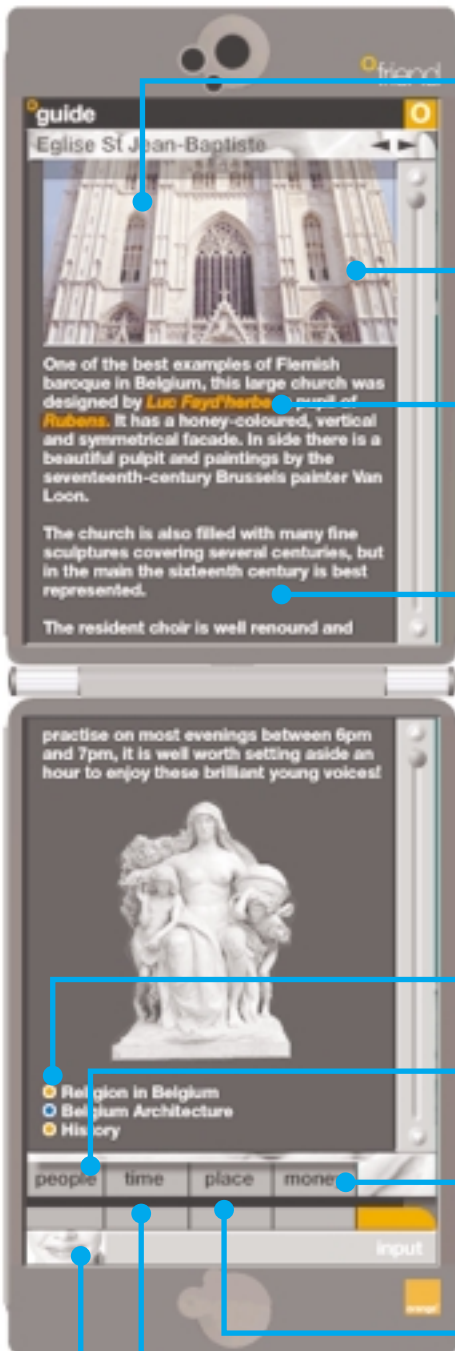 friend
guide
Eglise St Jean-Baptiste
One of the best examples of Flemish
baroque in Belgium, this large church was
designed by Luc Fayd'herbe pupil of
Rubens. It has a honey-coloured, vertical
and symmetrical facade. In side there is a
beautiful pulpit and paintings by the
seventeenth-century Brussels painter Van
Loon.
The church is also filled with many fine
sculptures covering several centuries, but
in the main the sixteenth century is best
represented.
The resident choir is well renound and
practise on most evenings between 6pm
and 7pm, it is well worth setting aside an
hour to enjoy these brilliant young voices!
Religion in Belgium
Belgium Architecture
History
people time place money
input
orange